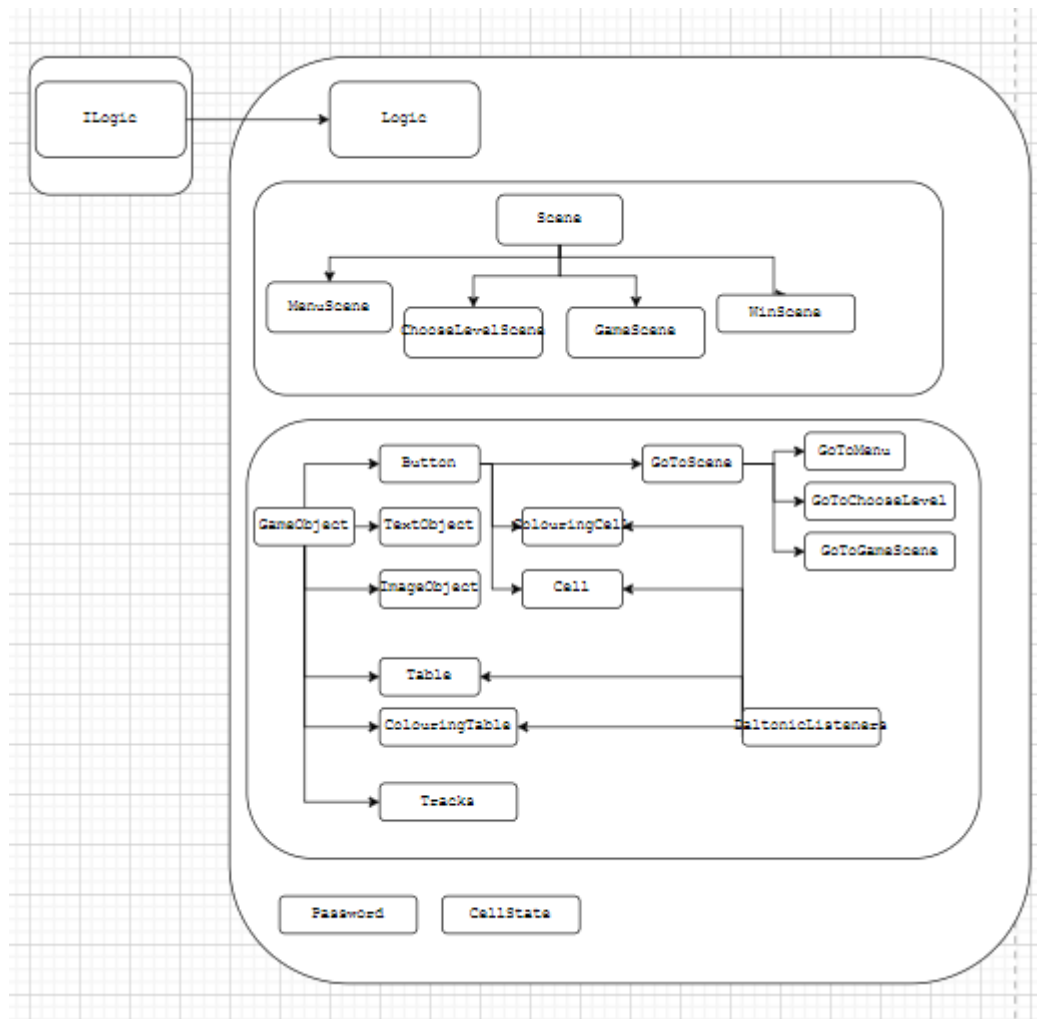 ILogic
Logic
Scene
MenuScene
ChooseLevelScene
GameScene
WinScene
Button
GoToScene
GoToMenu
GoToChooseLevel
GameObject
TextObject
ColouringCell
GoToGameScene
ImageObject
Cell
Table
ColouringTable
DaltonicListeners
Tracks
Password
CellState